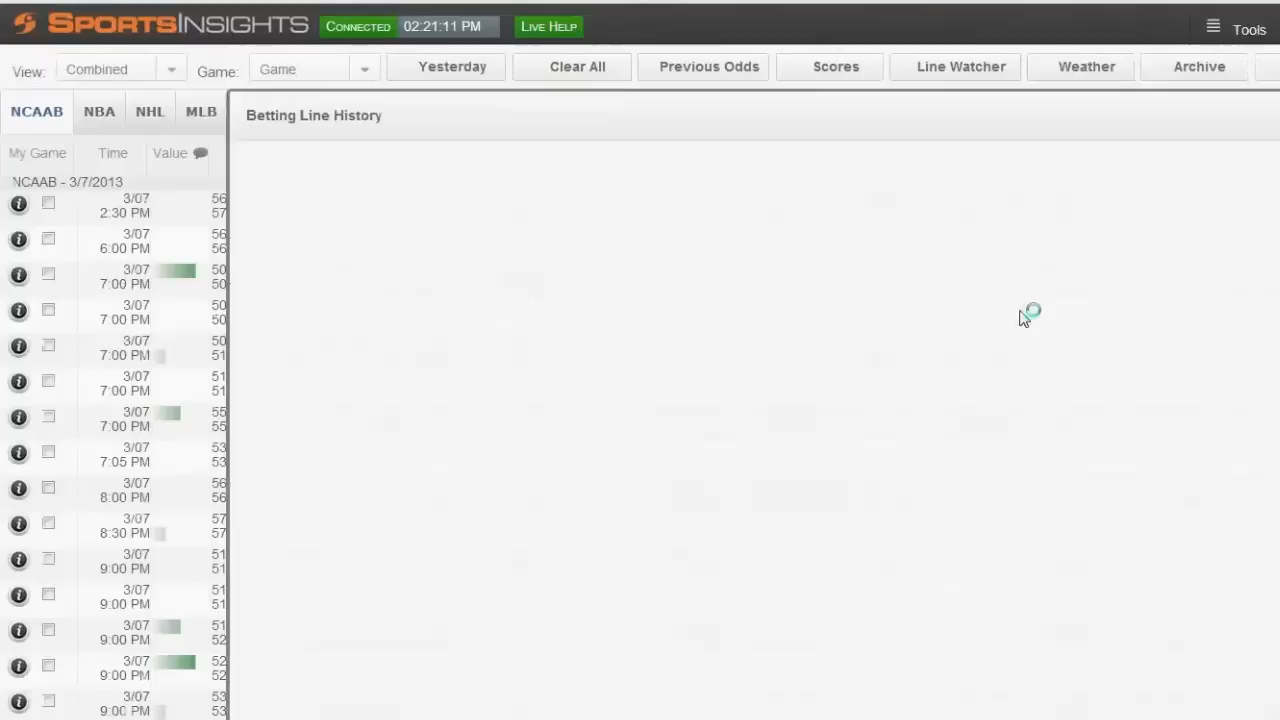 SPORTSINSIGHTS CONNECTED 02:21:11 PM LIVE HELP Tools
View: Combined Game: Game Yesterday Clear All Previous Odds Scores Line Watcher Weather Archive
NCAAB NBA NHL MLB Betting Line History
My Game Time Value
NCAAB - 3/7/2013
3/07 56
2:30 PM 57
3/07 56
6:00 PM 56
3/07 50
7:00 PM 50
3/07 50
7:00 PM 50
3/07 50
7:00 PM 51
3/07 51
7:00 PM 51
3/07 55
7:00 PM 55
3/07 53
7:05 PM 53
3/07 56
8:00 PM 56
3/07 57
8:30 PM 57
3/07 51
9:00 PM 51
3/07 51
9:00 PM 51
3/07 51
9:00 PM 52
3/07 52
9:00 PM 52
3/07 53
9:00 PM 53